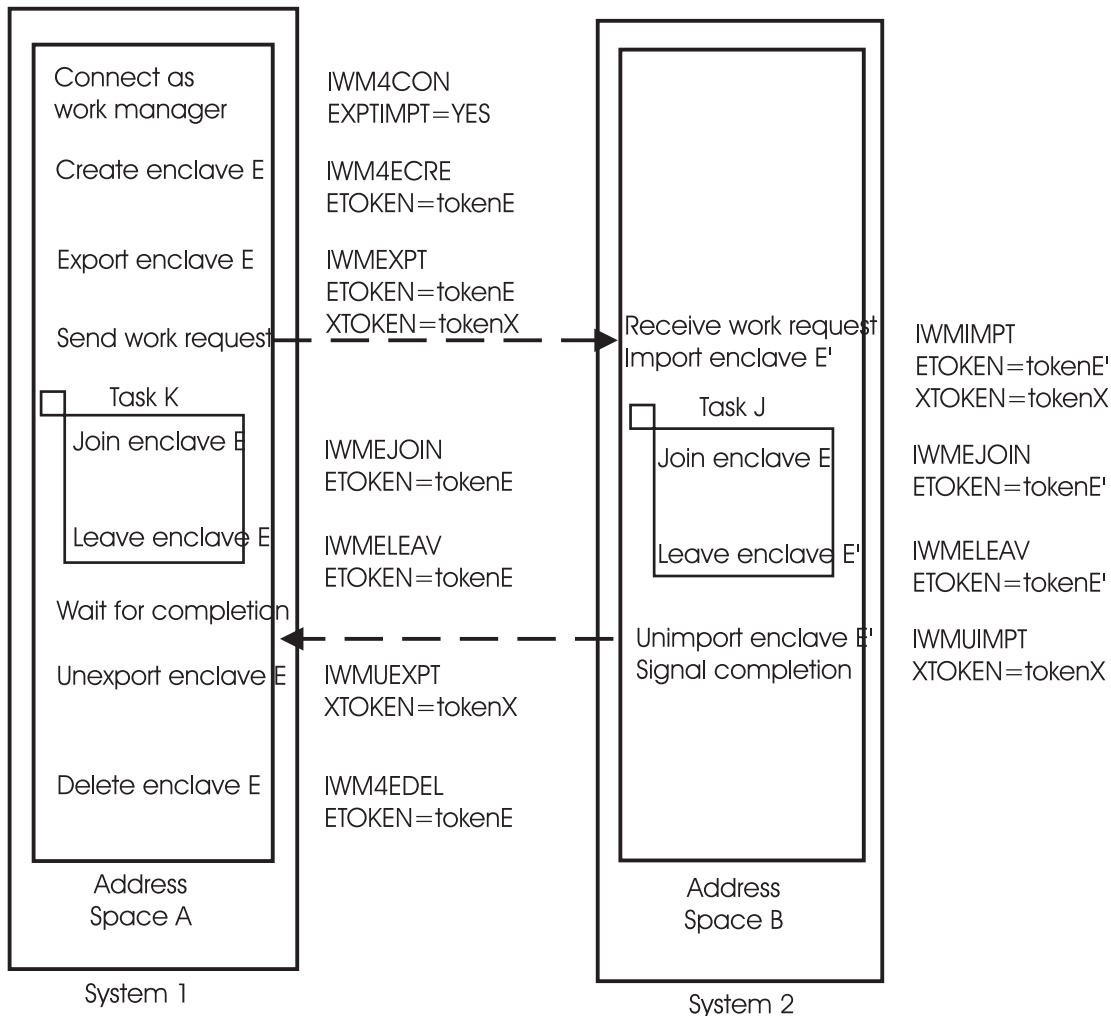 Connect as
work manager
IWM4CON
EXPTIMPT=YES
Create enclave E
IWM4ECRE
ETOKEN=tokenE
Export enclave E
IWMEXPT
ETOKEN=tokenE
XTOKEN=tokenX
Send work request
Task K
Join enclave E
IWMEJOIN
ETOKEN=tokenE
Leave enclave E
IWMELEAV
ETOKEN=tokenE
Wait for completion
Unexport enclave E
IWMUEXPT
XTOKEN=tokenX
Delete enclave E
IWM4EDEL
ETOKEN=tokenE
Address
Space A
System 1
Receive work request
Import enclave E'
IWMIMPT
ETOKEN=tokenE'
XTOKEN=tokenX
Task J
Join enclave E
IWMEJOIN
ETOKEN=tokenE'
Leave enclave E'
IWMELEAV
ETOKEN=tokenE'
Unimport enclave E'
Signal completion
IWMUIMPT
XTOKEN=tokenX
Address
Space B
System 2